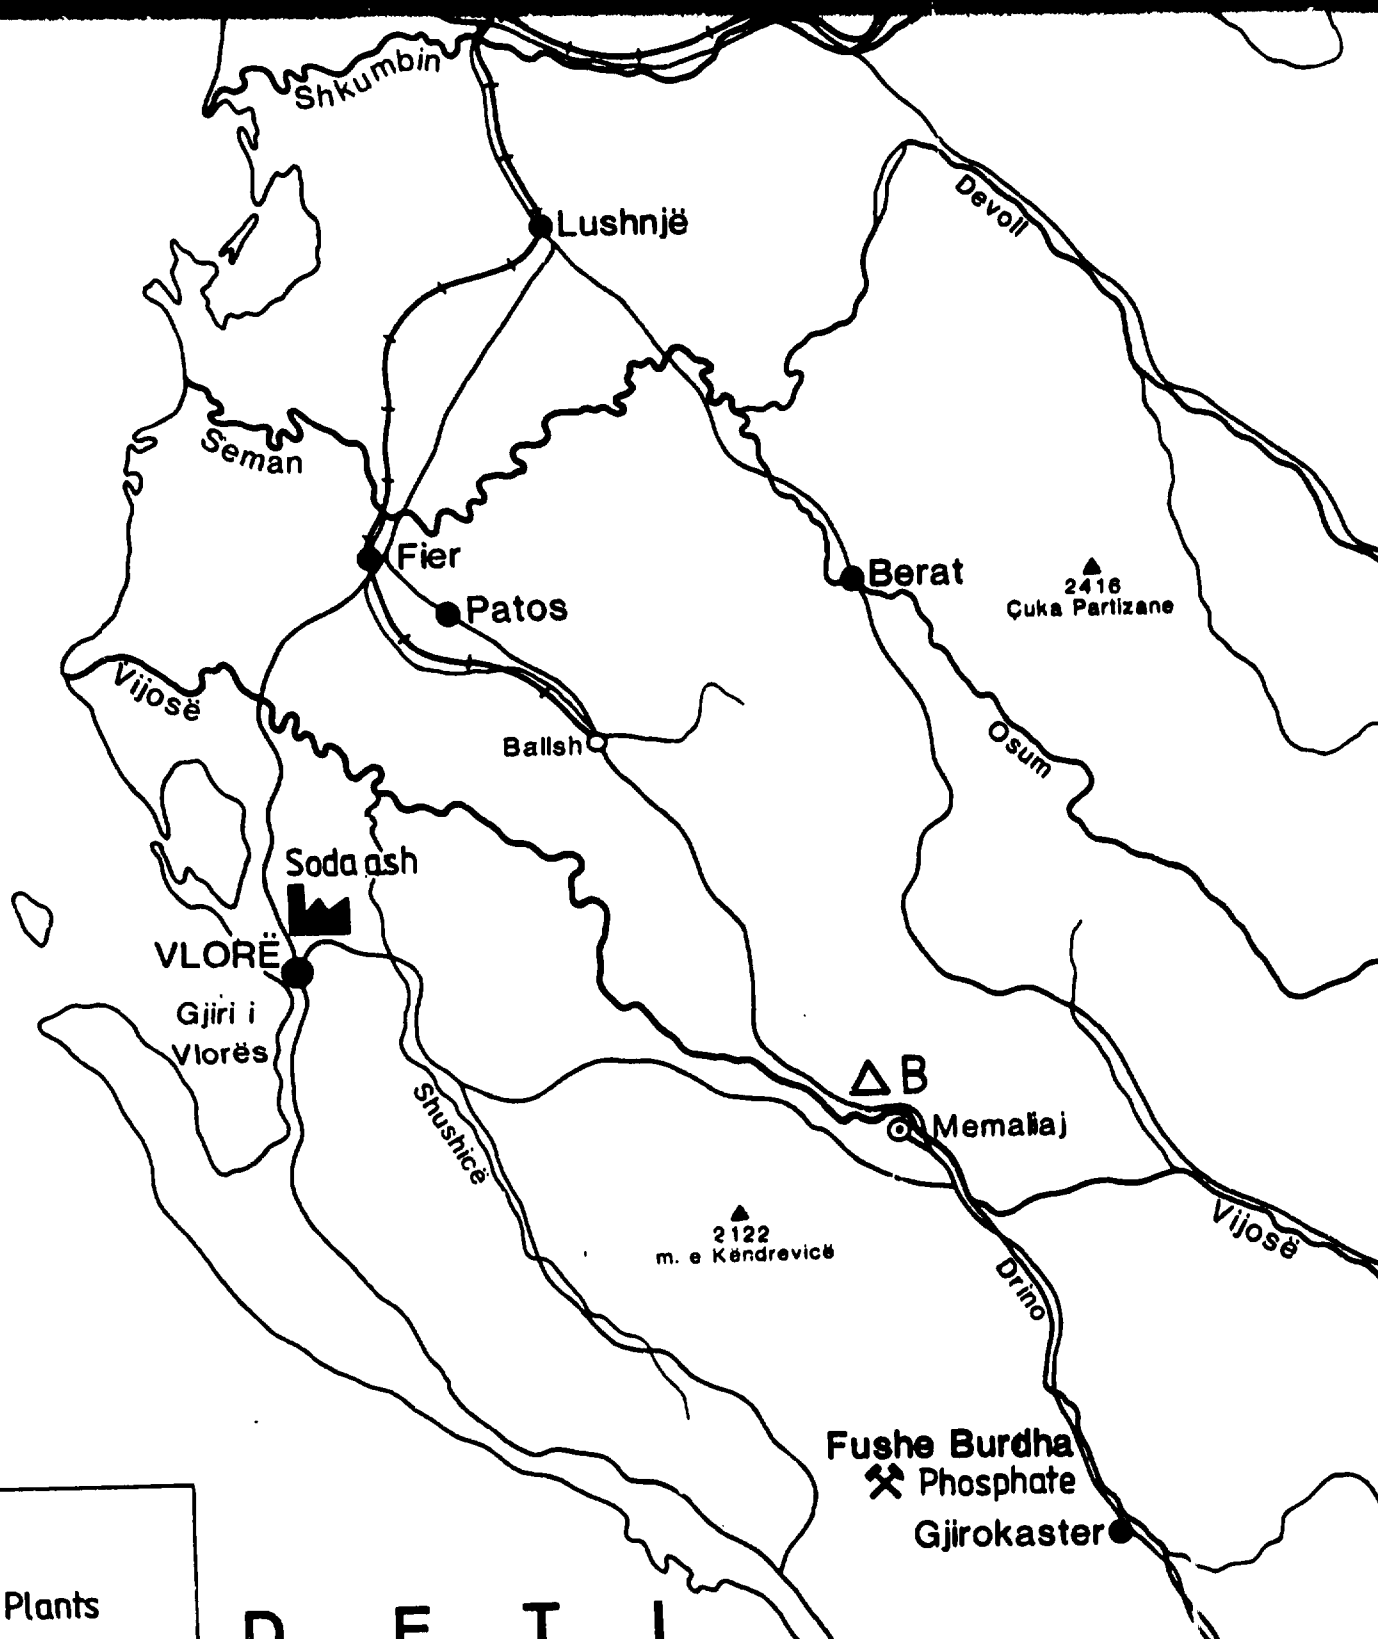 Shkumbin
Devoll
Lushnjë
Seman
Fier
Berat
2416
Çuka Partizane
Patos
Vijosë
Osum
Ballsh
Soda ash
VLORË
Gjiri i
Vlorës
B
Memaliaj
Shushicë
2122
m. e Këndrevicë
Vijosë
Drino
Fushe Burdha
Phosphate
Gjirokaster
Plants
D E T I